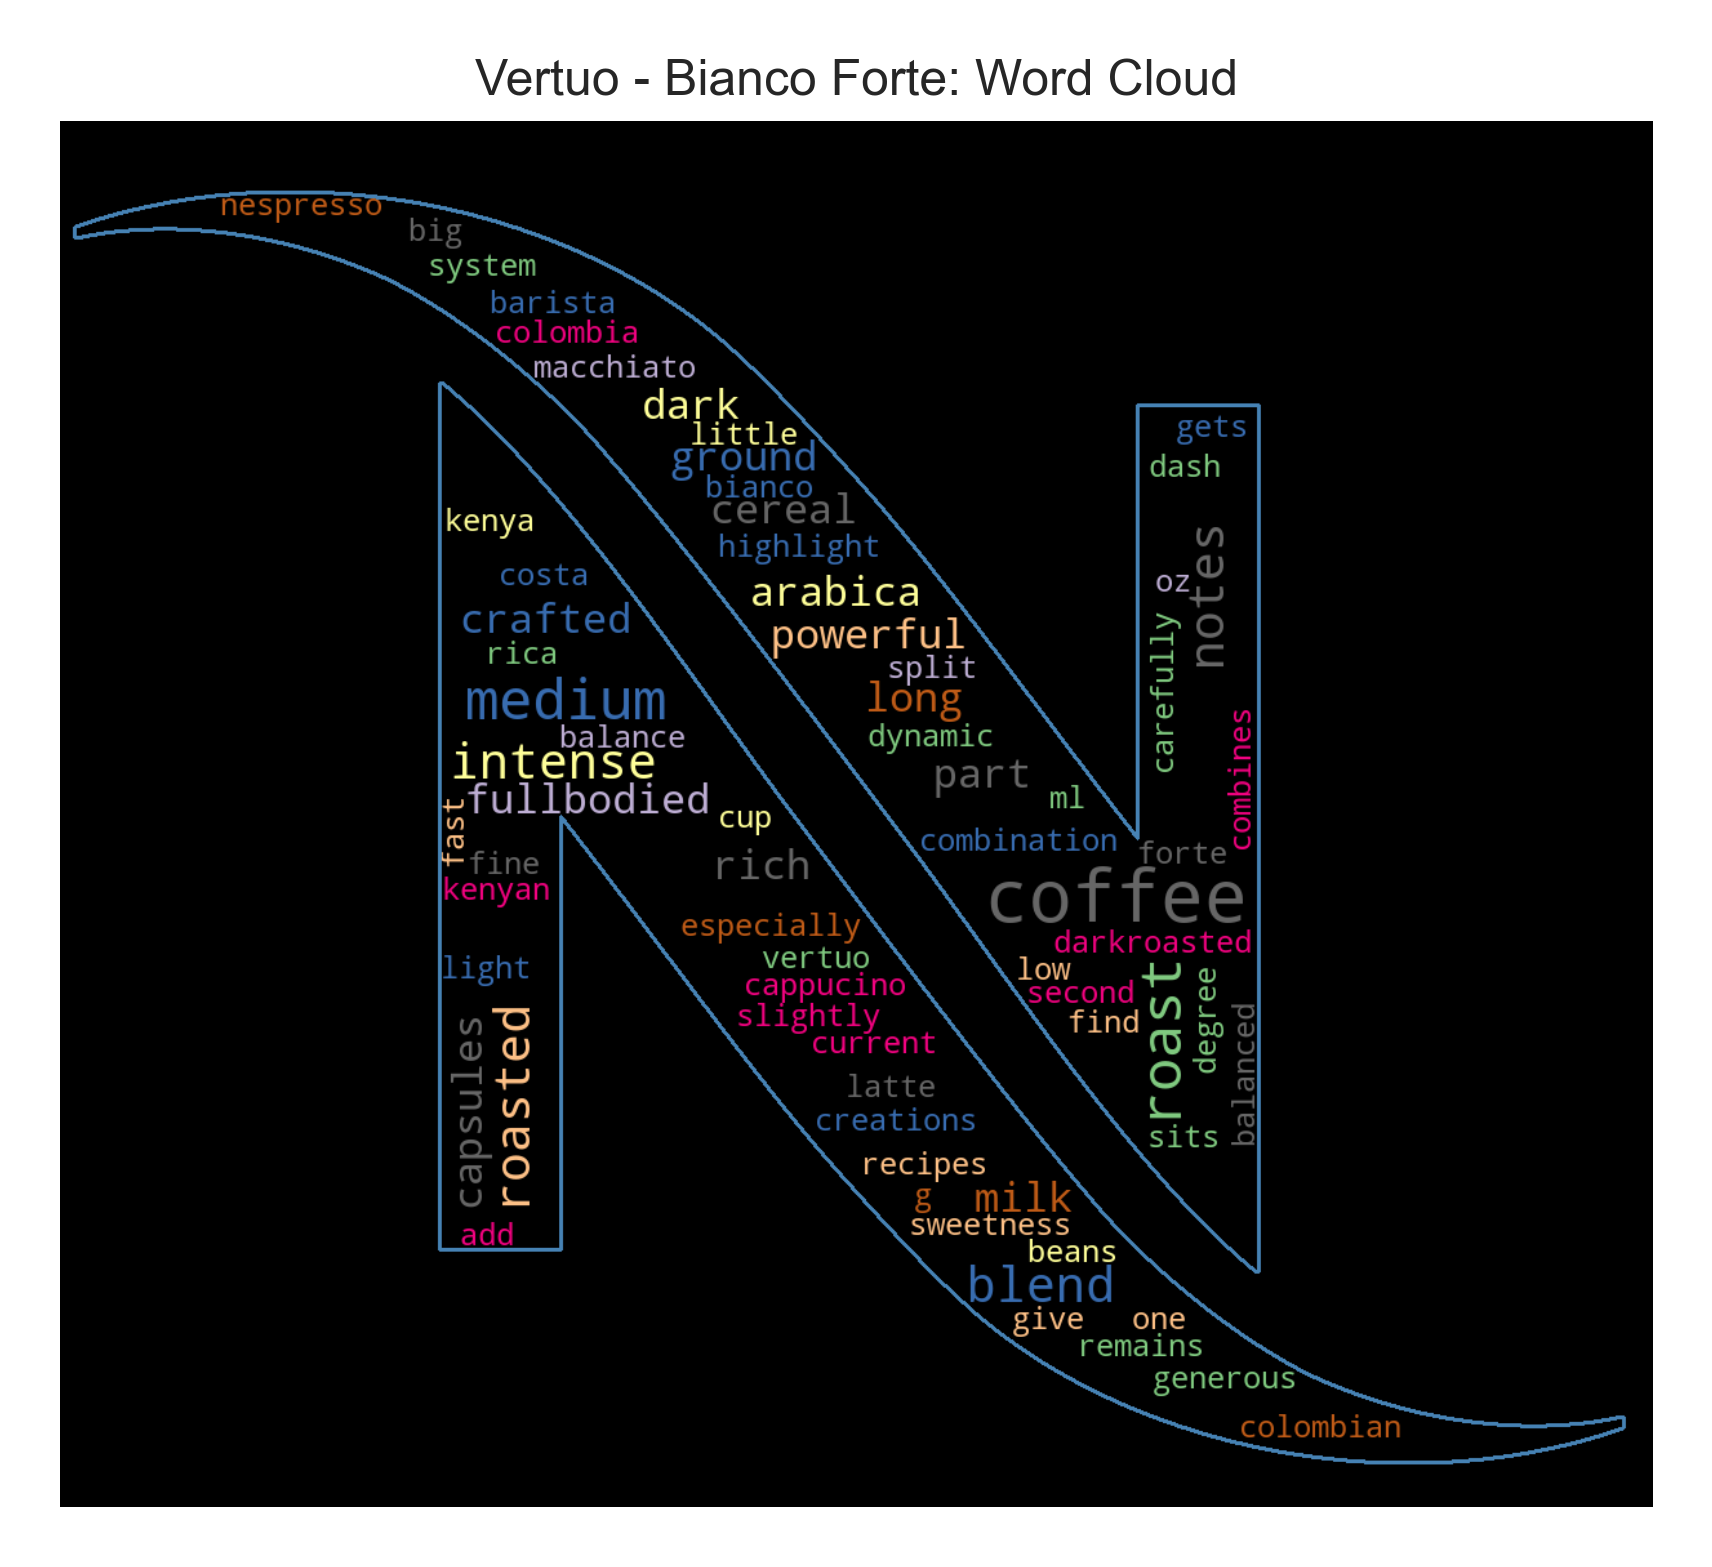 Vertuo - Bianco Forte: Word Cloud
nespresso
big
system
barista
colombia
macchiato
dark
little
ground
bianco
cereal
highlight
arabica
powerful
split
long
dynamic
part
ml
combination
gets
dash
notes
oz
carefully
combines
forte
coffee
darkroasted
low
second
find
roast
degree
balanced
sits
kenya
costa
crafted
rica
medium
balance
intense
fullbodied
fast
fine
kenyan
light
capsules
roasted
add
cup
rich
especially
vertuo
cappucino
slightly
current
latte
creations
recipes
g milk
sweetness
beans
blend
give one
remains
generous
colombian